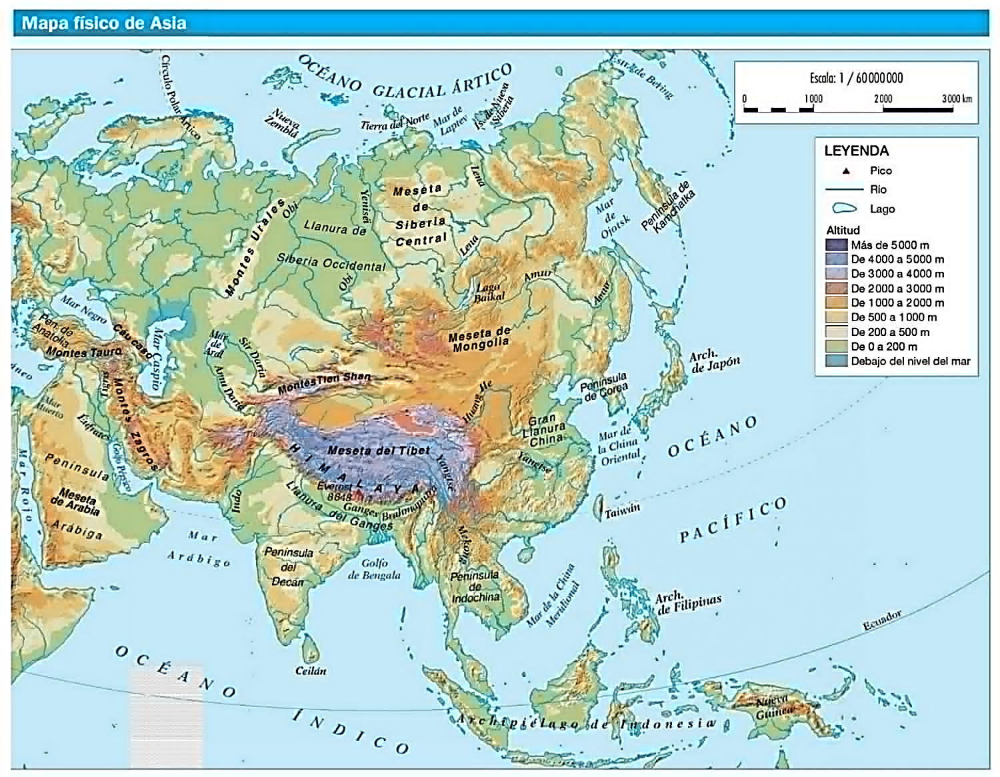 Mapa físico de Asia
Círculo Polar Ártico
OCÉANO GLACIAL ÁRTICO
Estr. de Bering
Escala: 1 / 60 000 000
0 1000 2000 3000 km
LEYENDA
Pico
Río
Lago
Altitud
Más de 5000 m
De 4000 a 5000 m
De 3000 a 4000 m
De 2000 a 3000 m
De 1000 a 2000 m
De 500 a 1000 m
De 200 a 500 m
De 0 a 200 m
Debajo del nivel del mar
Nueva
Zembla
Tierra del Norte
Mar de
Laptev
Is. de Nueva
Siberia
Lena
Meseta
de
Siberia
Central
Yeniséi
Obi
Montes Urales
Llanura de
Siberia Occidental
Obi
Lena
Mar
de
Ojotsk
Península de
Kamchatka
Amur
Amur
Lago
Baikal
Mar Negro
Pen. de
Anatolia
Montes Tauro
Cáucaso
Mar Caspio
Mar
de
Aral
Sir Daria
Amu Daria
Meseta de
Mongolia
Montes Tien Shan
Arch.
de Japón
Península
de Corea
Huang He
Gran
Llanura
China
Mar de
la China
Oriental
OCÉANO
PACÍFICO
áneo
Mar
Muerto
Tigris
Éufrates
Montes Zagros
Golfo Pérsico
Mar Rojo
Península
Meseta
de Arabia
Arábiga
Meseta del Tíbet
HIMALAYA
Everest
8848
Yangtsé
Yangtse
Indo
Llanura del Ganges
Ganges
Brahmaputra
Taiwán
Mar
Arábigo
Península
del
Decán
Golfo
de Bengala
Mekong
Península
de
Indochina
Mar de la China
Meridional
Arch.
de Filipinas
Ecuador
Ceilán
OCÉANO
ÍNDICO
Archipiélago de Indonesia
Nueva
Guinea